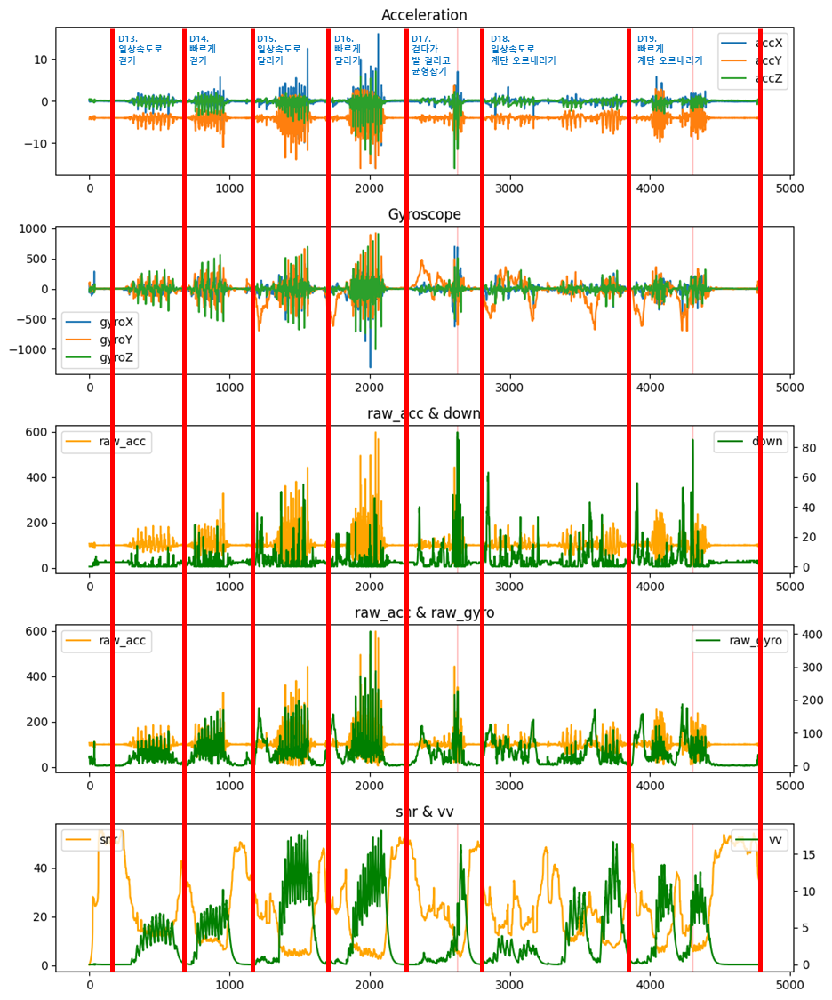 Acceleration
D13.
일상속도로
걷기
D14.
빠르게
걷기
D15.
일상속도로
달리기
D16.
빠르게
달리기
D17.
걷다가
발 걸리고
균형잡기
D18.
일상속도로
계단 오르내리기
D19.
빠르게
계단 오르내리기
accX
accY
accZ
10
0
−10
0 1000 2000 3000 4000 5000
Gyroscope
1000
500
0
−500
−1000
gyroX
gyroY
gyroZ
0 1000 2000 3000 4000 5000
raw_acc & down
raw_acc
down
600
400
200
0
80
60
40
20
0
0 1000 2000 3000 4000 5000
raw_acc & raw_gyro
raw_acc
raw_gyro
600
400
200
0
400
300
200
100
0
0 1000 2000 3000 4000 5000
snr & vv
snr
vv
40
20
0
15
10
5
0
0 1000 2000 3000 4000 5000